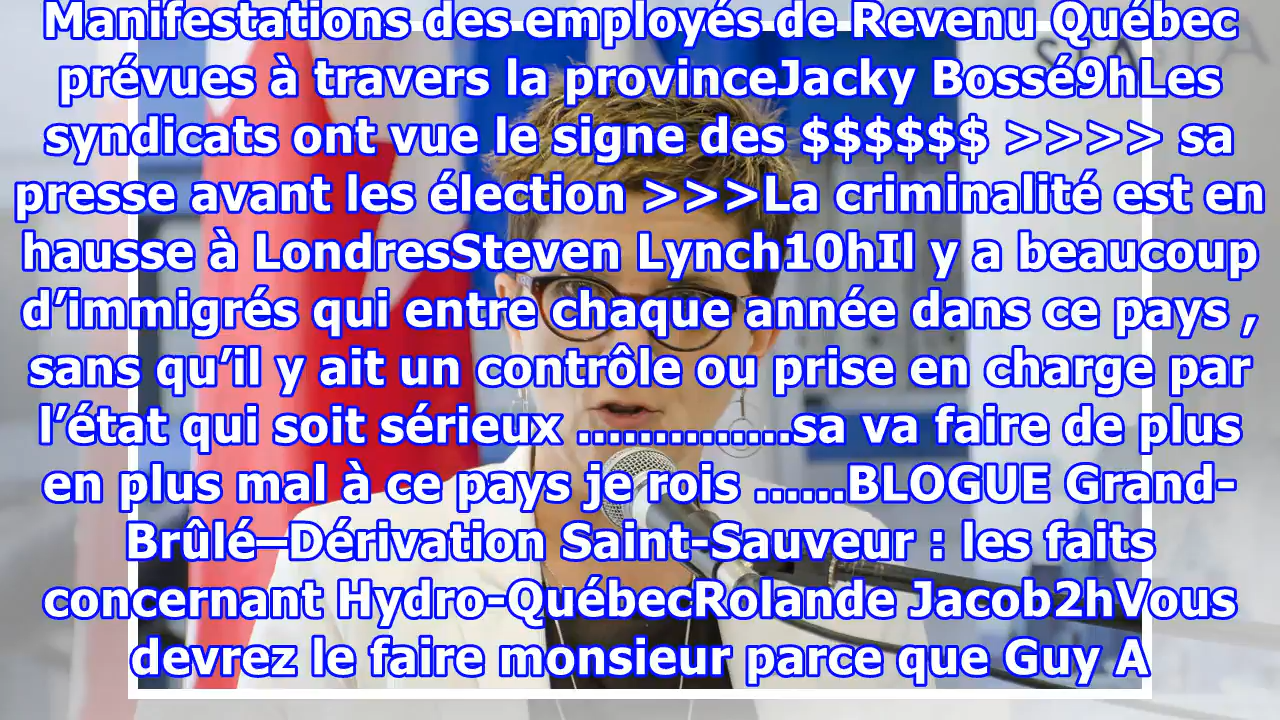 Manifestations des employés de Revenu Québec
prévues à travers la provinceJacky Bossé9hLes
syndicats ont vue le signe des $$$$$$ >>>> sa
presse avant les élection >>>La criminalité est en
hausse à LondresSteven Lynch10hIl y a beaucoup
d’immigrés qui entre chaque année dans ce pays ,
sans qu’il y ait un contrôle ou prise en charge par
l’état qui soit sérieux ..............sa va faire de plus
en plus mal à ce pays je rois ......BLOGUE Grand-
Brûlé—Dérivation Saint-Sauveur : les faits
concernant Hydro-QuébecRolande Jacob2hVous
devrez le faire monsieur parce que Guy A